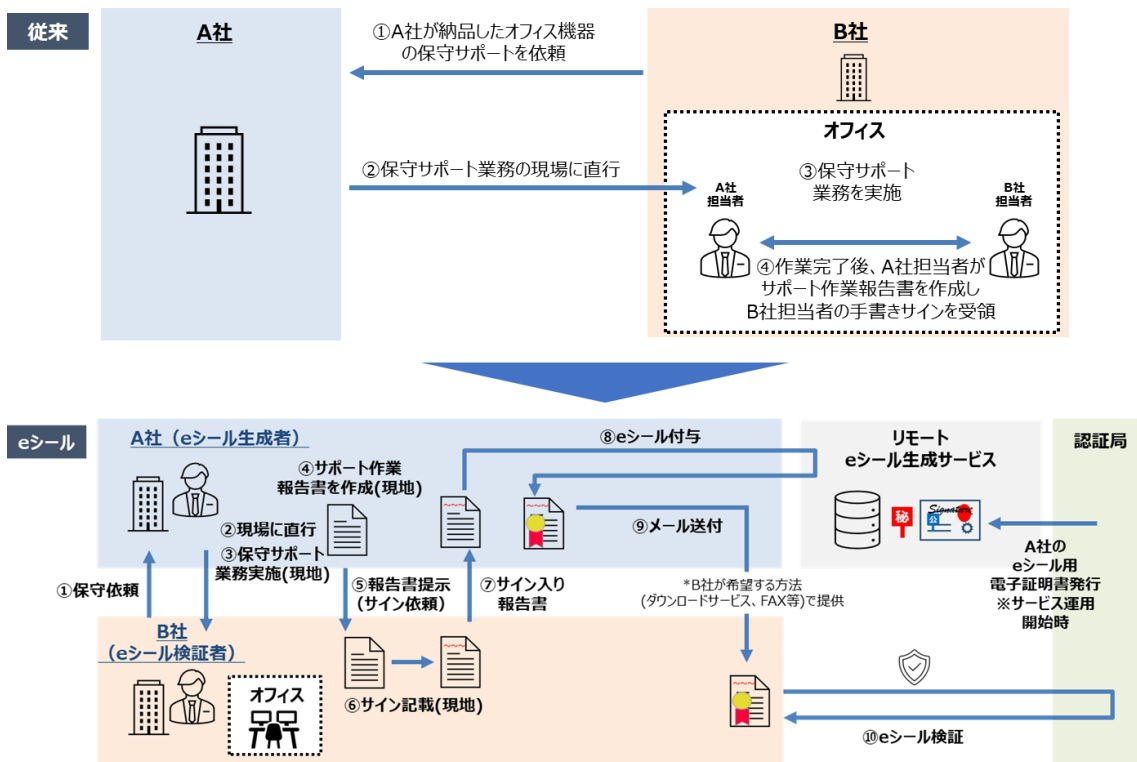 従来
A社
①A社が納品したオフィス機器
の保守サポートを依頼
B社
オフィス
②保守サポート業務の現場に直行
③保守サポート
業務を実施
A社
担当者
B社
担当者
④作業完了後、A社担当者が
サポート作業報告書を作成し
B社担当者の手書きサインを受領
eシール
A社（eシール生成者）
⑧eシール付与
リモート
eシール生成サービス
認証局
④サポート作業
報告書を作成(現地)
秘
公
Signature
②現場に直行
③保守サポート
業務実施(現地)
⑨メール送付
A社の
eシール用
電子証明書発行
※サービス運用
開始時
①保守依頼
⑤報告書提示
(サイン依頼)
⑦サイン入り
報告書
*B社が希望する方法
(ダウンロードサービス、FAX等)で提供
B社
（eシール検証者）
オフィス
⑥サイン記載(現地)
⑩eシール検証